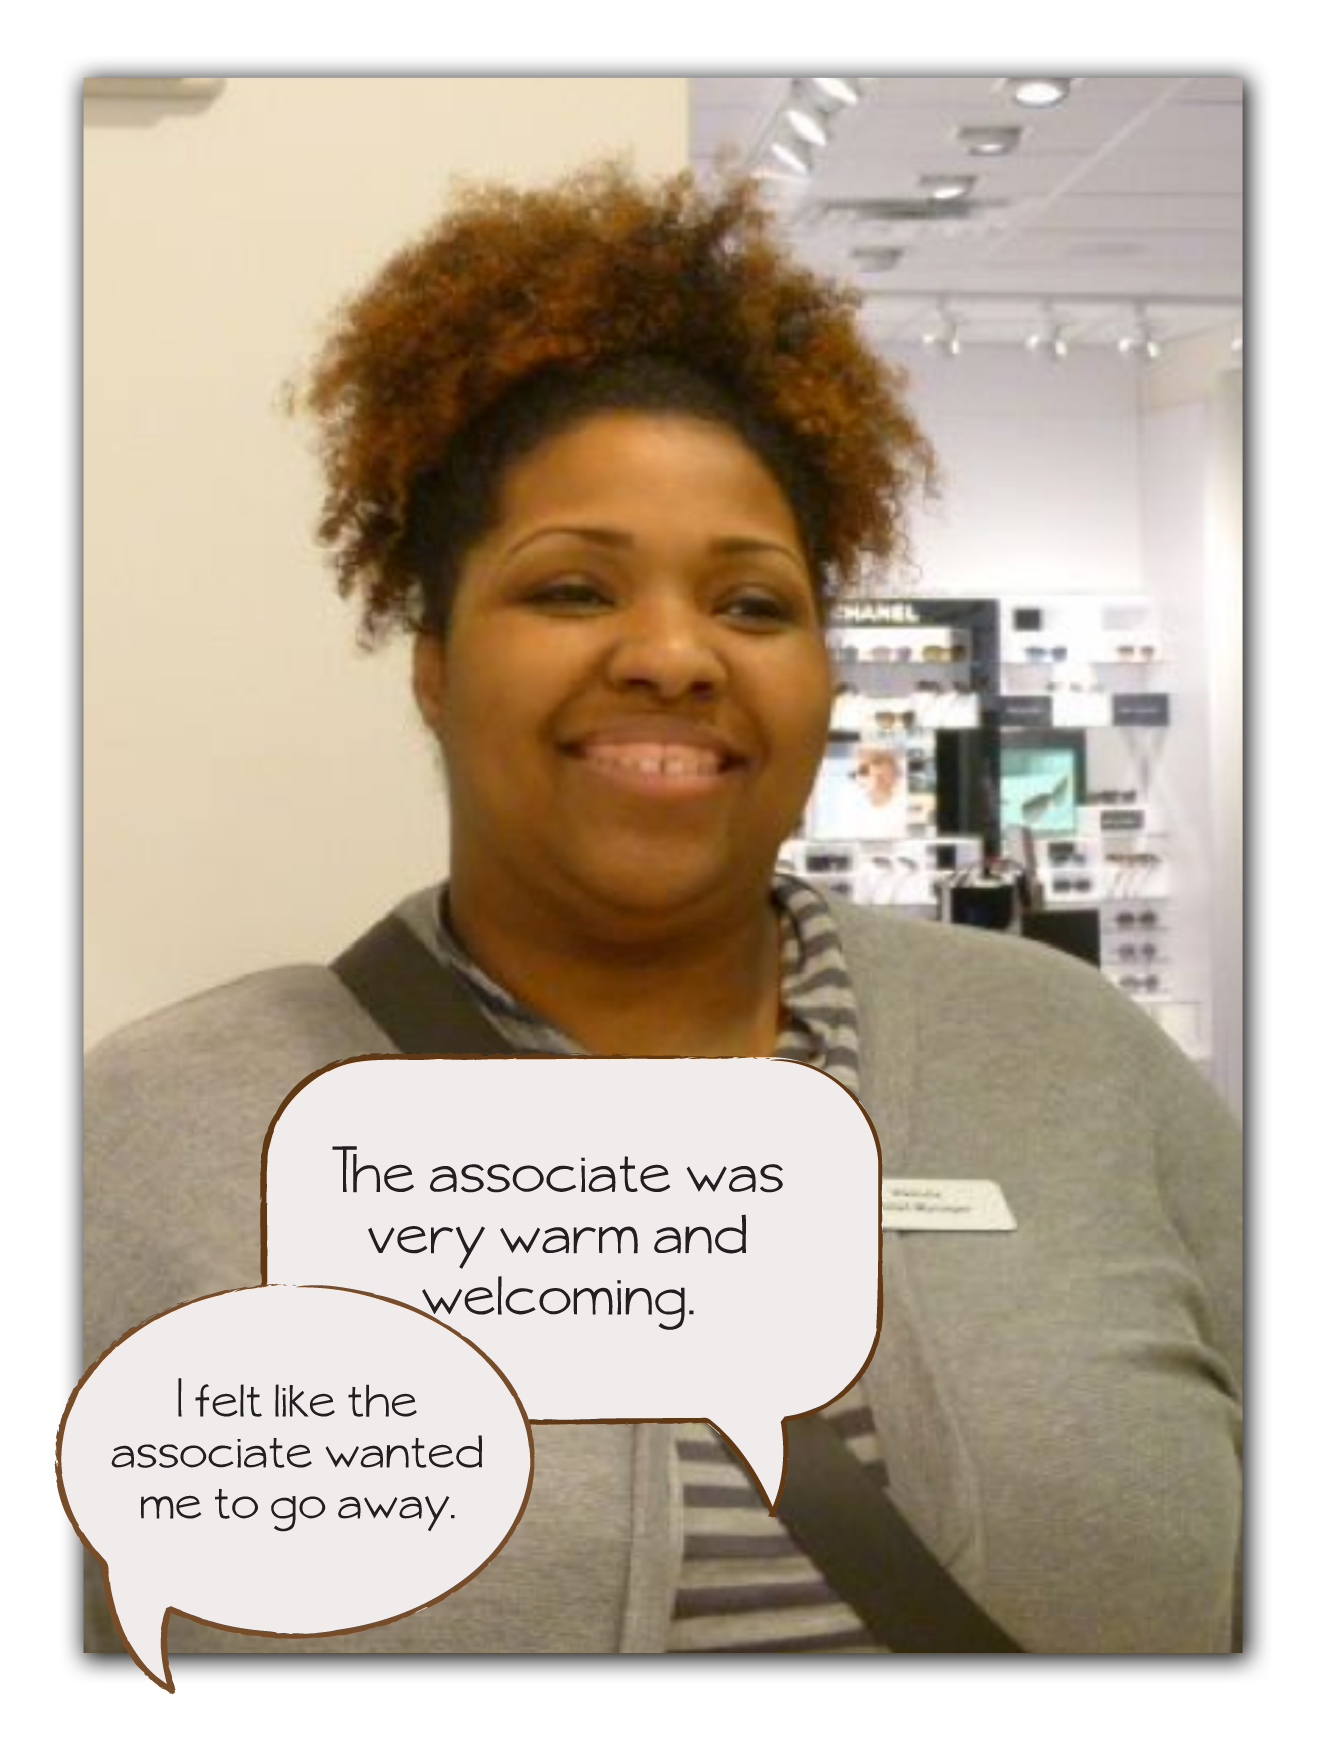 CHANEL
The associate was
very warm and
welcoming.
I felt like the
associate wanted
me to go away.